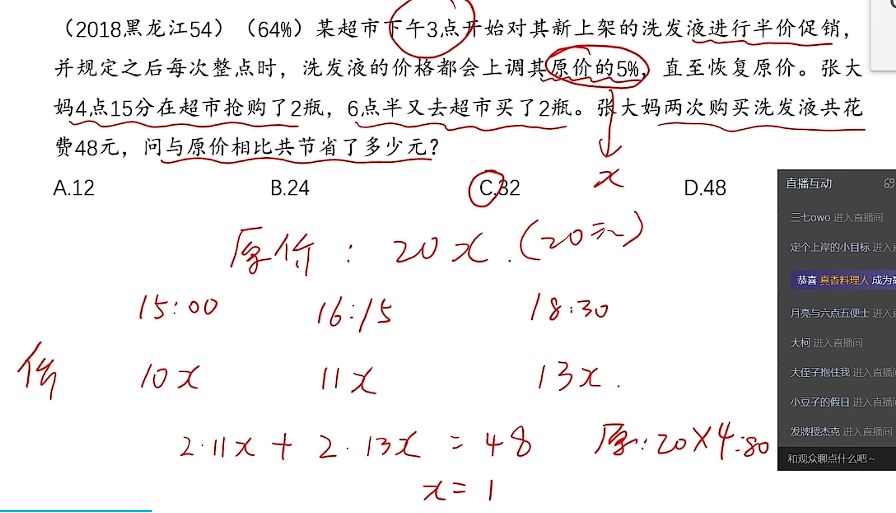 （2018黑龙江54）（64%）某超市下午3点开始对其新上架的洗发液进行半价促销，
并规定之后每次整点时，洗发液的价格都会上调其原价的5%，直至恢复原价。张大
妈4点15分在超市抢购了2瓶，6点半又去超市买了2瓶。张大妈两次购买洗发液共花
费48元，问与原价相比共节省了多少元？
x
A.12 B.24 C.32 D.48
原价：20x.（20元）
15:00 16:15 18:30
价 10x 11x 13x.
2·11x + 2·13x = 48 原:20×4=80
x=1
直播互动 69
三七owo 进入直播间
定个上岸的小目标 进入
恭喜 真香料理人 成为
月亮与六点五便士 进入
大柯 进入直播间
大侄子抱住我 进入直播
小豆子的假日 进入直播
发牌授杰克 进入直播间
和观众聊点什么吧~